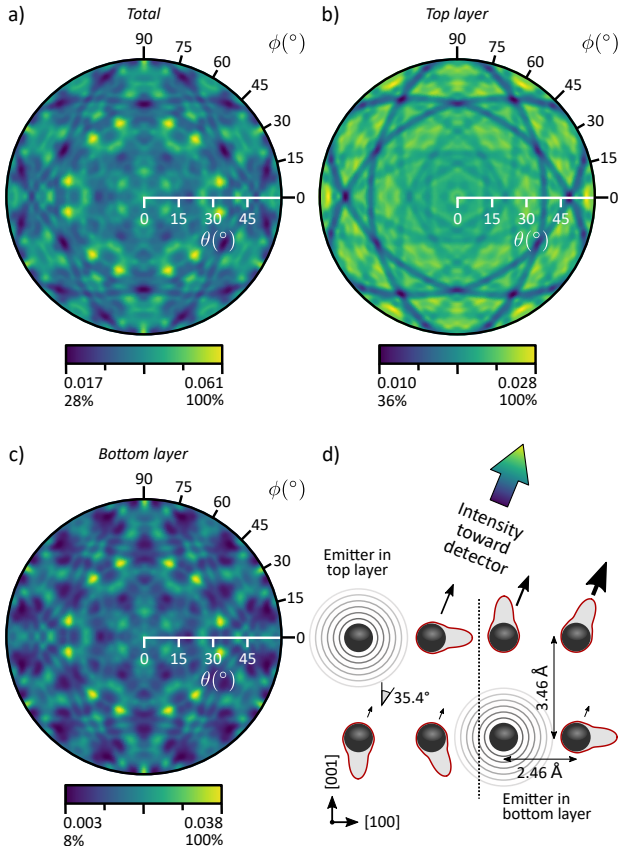 a)
Total
ϕ(°)
90
75
60
45
30
15
0
0 15 30 45
θ(°)
0.017 0.061
28% 100%
b)
Top layer
ϕ(°)
90
75
60
45
30
15
0
0 15 30 45
θ(°)
0.010 0.028
36% 100%
c)
Bottom layer
ϕ(°)
90
75
60
45
30
15
0
0 15 30 45
θ(°)
0.003 0.038
8% 100%
d)
Intensity
toward
detector
Emitter in
top layer
35.4°
3.46 Å
2.46 Å
[001]
[100]
Emitter in
bottom layer